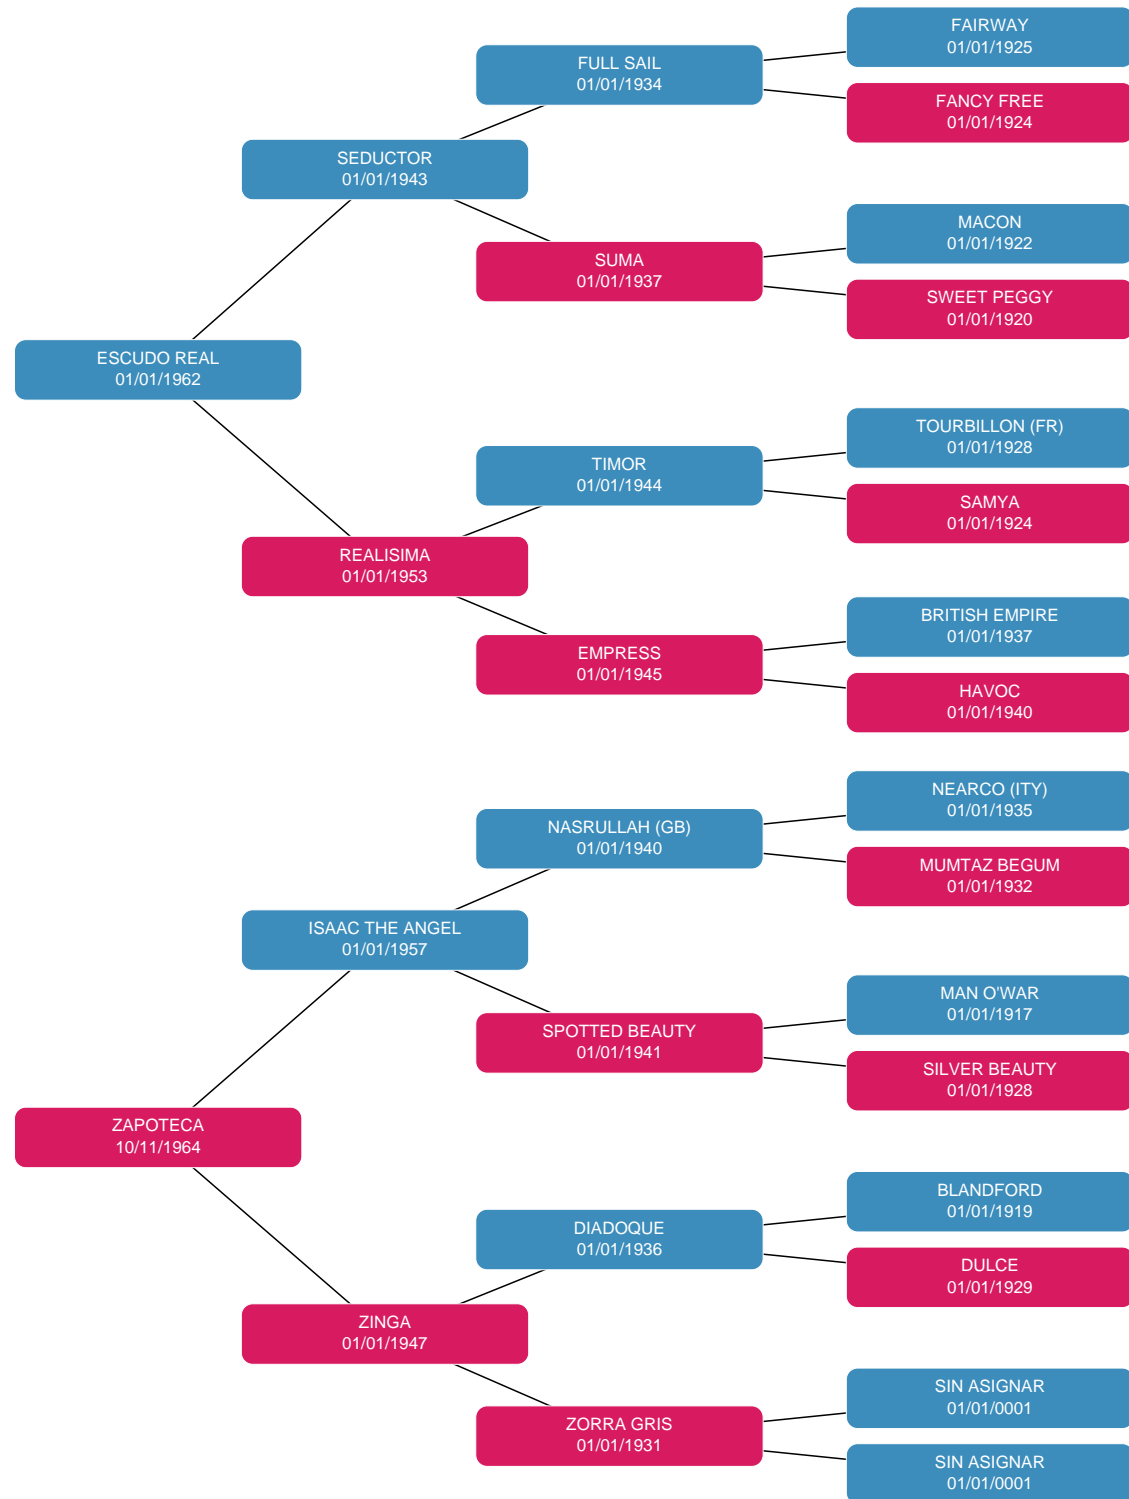 FAIRWAY
01/01/1925
FULL SAIL
01/01/1934
FANCY FREE
01/01/1924
SEDUCTOR
01/01/1943
MACON
01/01/1922
SUMA
01/01/1937
SWEET PEGGY
01/01/1920
ESCUDO REAL
01/01/1962
TOURBILLON (FR)
01/01/1928
TIMOR
01/01/1944
SAMYA
01/01/1924
REALISIMA
01/01/1953
BRITISH EMPIRE
01/01/1937
EMPRESS
01/01/1945
HAVOC
01/01/1940
NEARCO (ITY)
01/01/1935
NASRULLAH (GB)
01/01/1940
MUMTAZ BEGUM
01/01/1932
ISAAC THE ANGEL
01/01/1957
MAN O'WAR
01/01/1917
SPOTTED BEAUTY
01/01/1941
SILVER BEAUTY
01/01/1928
ZAPOTECA
10/11/1964
BLANDFORD
01/01/1919
DIADOQUE
01/01/1936
DULCE
01/01/1929
ZINGA
01/01/1947
SIN ASIGNAR
01/01/0001
ZORRA GRIS
01/01/1931
SIN ASIGNAR
01/01/0001